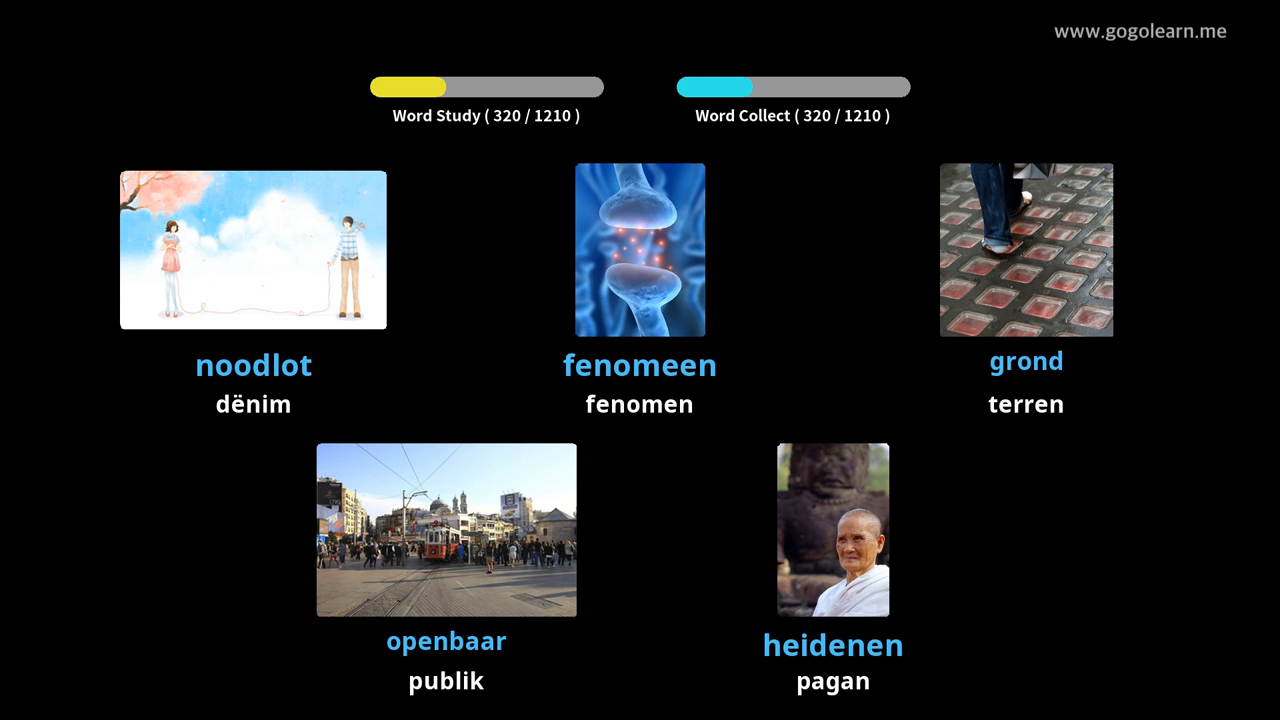 www.gogolearn.me
Word Study ( 320 / 1210 )
Word Collect ( 320 / 1210 )
noodlot
dënim
fenomeen
fenomen
grond
terren
openbaar
publik
heidenen
pagan